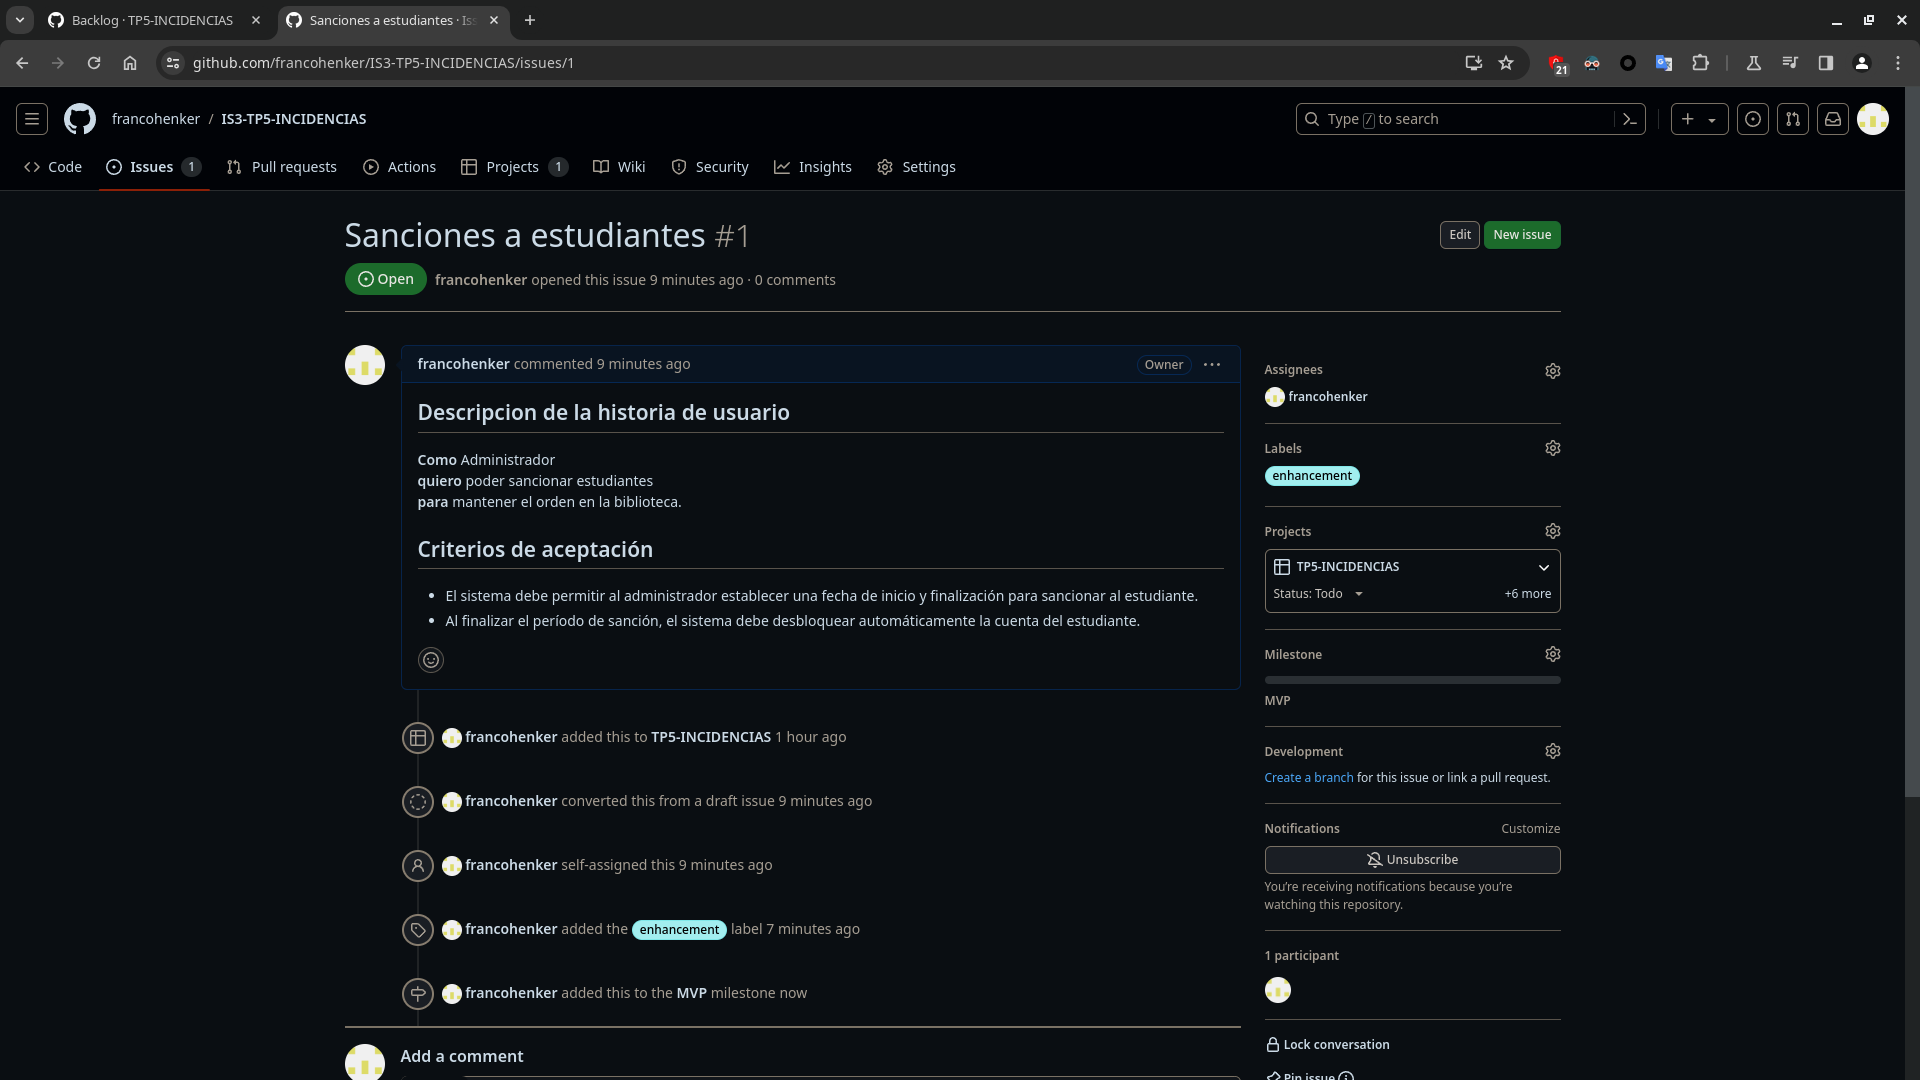 Backlog · TP5-INCIDENCIAS
Sanciones a estudiantes · Iss
github.com/francohenker/IS3-TP5-INCIDENCIAS/issues/1
21
francohenker / IS3-TP5-INCIDENCIAS
Type / to search
Code
Issues 1
Pull requests
Actions
Projects 1
Wiki
Security
Insights
Settings
Sanciones a estudiantes #1
Edit
New issue
Open
francohenker opened this issue 9 minutes ago · 0 comments
francohenker commented 9 minutes ago
Owner
Descripcion de la historia de usuario
Como Administrador
quiero poder sancionar estudiantes
para mantener el orden en la biblioteca.
Criterios de aceptación
El sistema debe permitir al administrador establecer una fecha de inicio y finalización para sancionar al estudiante.
Al finalizar el período de sanción, el sistema debe desbloquear automáticamente la cuenta del estudiante.
francohenker added this to TP5-INCIDENCIAS 1 hour ago
francohenker converted this from a draft issue 9 minutes ago
francohenker self-assigned this 9 minutes ago
francohenker added the enhancement label 7 minutes ago
francohenker added this to the MVP milestone now
Add a comment
Assignees
francohenker
Labels
enhancement
Projects
TP5-INCIDENCIAS
Status: Todo
+6 more
Milestone
MVP
Development
Create a branch for this issue or link a pull request.
Notifications
Customize
Unsubscribe
You're receiving notifications because you're
watching this repository.
1 participant
Lock conversation
Pin issue